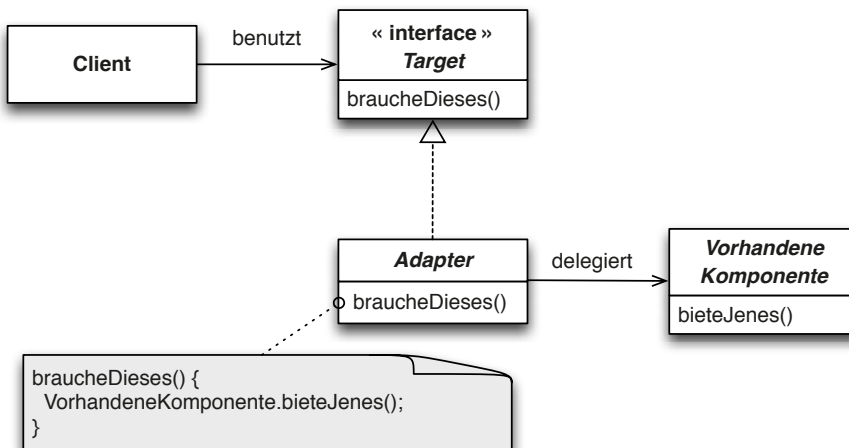 Client
benutzt
« interface »
Target
braucheDieses()
Adapter
braucheDieses()
delegiert
Vorhandene
Komponente
bieteJenes()
braucheDieses() {
VorhandeneKomponente.bieteJenes();
}